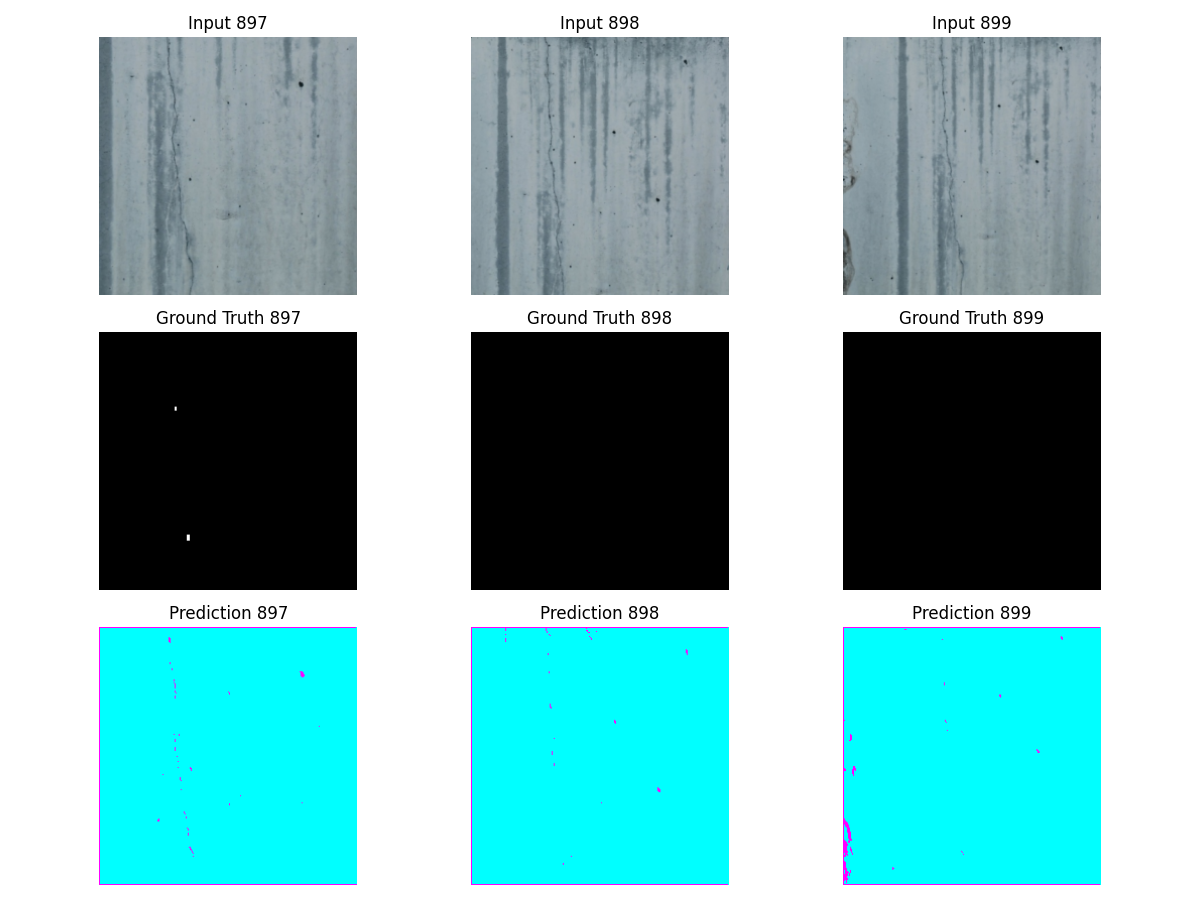 Input 897
Input 898
Input 899
Ground Truth 897
Ground Truth 898
Ground Truth 899
Prediction 897
Prediction 898
Prediction 899